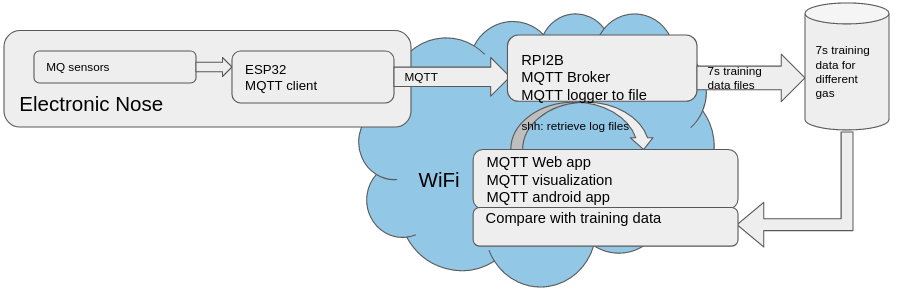 MQ sensors
ESP32
MQTT client
Electronic Nose
MQTT
RPI2B
MQTT Broker
MQTT logger to file
7s training
data files
7s training
data for
different
gas
shh: retrieve log files
WiFi
MQTT Web app
MQTT visualization
MQTT android app
Compare with training data